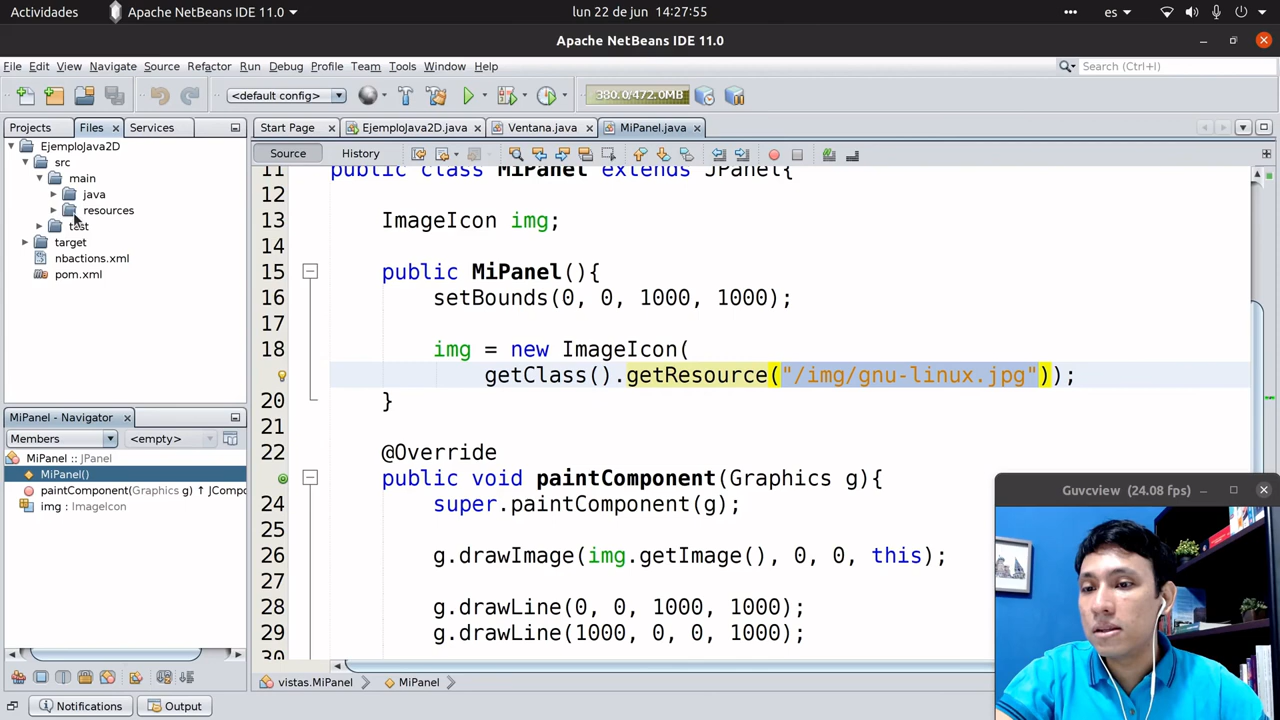 Actividades
Apache NetBeans IDE 11.0
lun 22 de jun 14:27:55
es
Apache NetBeans IDE 11.0
File Edit View Navigate Source Refactor Run Debug Profile Team Tools Window Help
Search (Ctrl+I)
<default config>
380.0/472.0MB
Projects
Files
Services
EjemploJava2D
src
main
java
resources
test
target
nbactions.xml
pom.xml
Start Page
EjemploJava2D.java
Ventana.java
MiPanel.java
Source
History
11 public class MiPanel extends JPanel{
12
13 ImageIcon img;
14
15 public MiPanel(){
16 setBounds(0, 0, 1000, 1000);
17
18 img = new ImageIcon(
getClass().getResource("/img/gnu-linux.jpg"));
20 }
21
22 @Override
public void paintComponent(Graphics g){
24 super.paintComponent(g);
25
26 g.drawImage(img.getImage(), 0, 0, this);
27
28 g.drawLine(0, 0, 1000, 1000);
29 g.drawLine(1000, 0, 0, 1000);
30
MiPanel - Navigator
Members
<empty>
MiPanel :: JPanel
MiPanel()
paintComponent(Graphics g) ↑ JCompo
img : ImageIcon
vistas.MiPanel
MiPanel
Notifications
Output
Guvcview (24.08 fps)